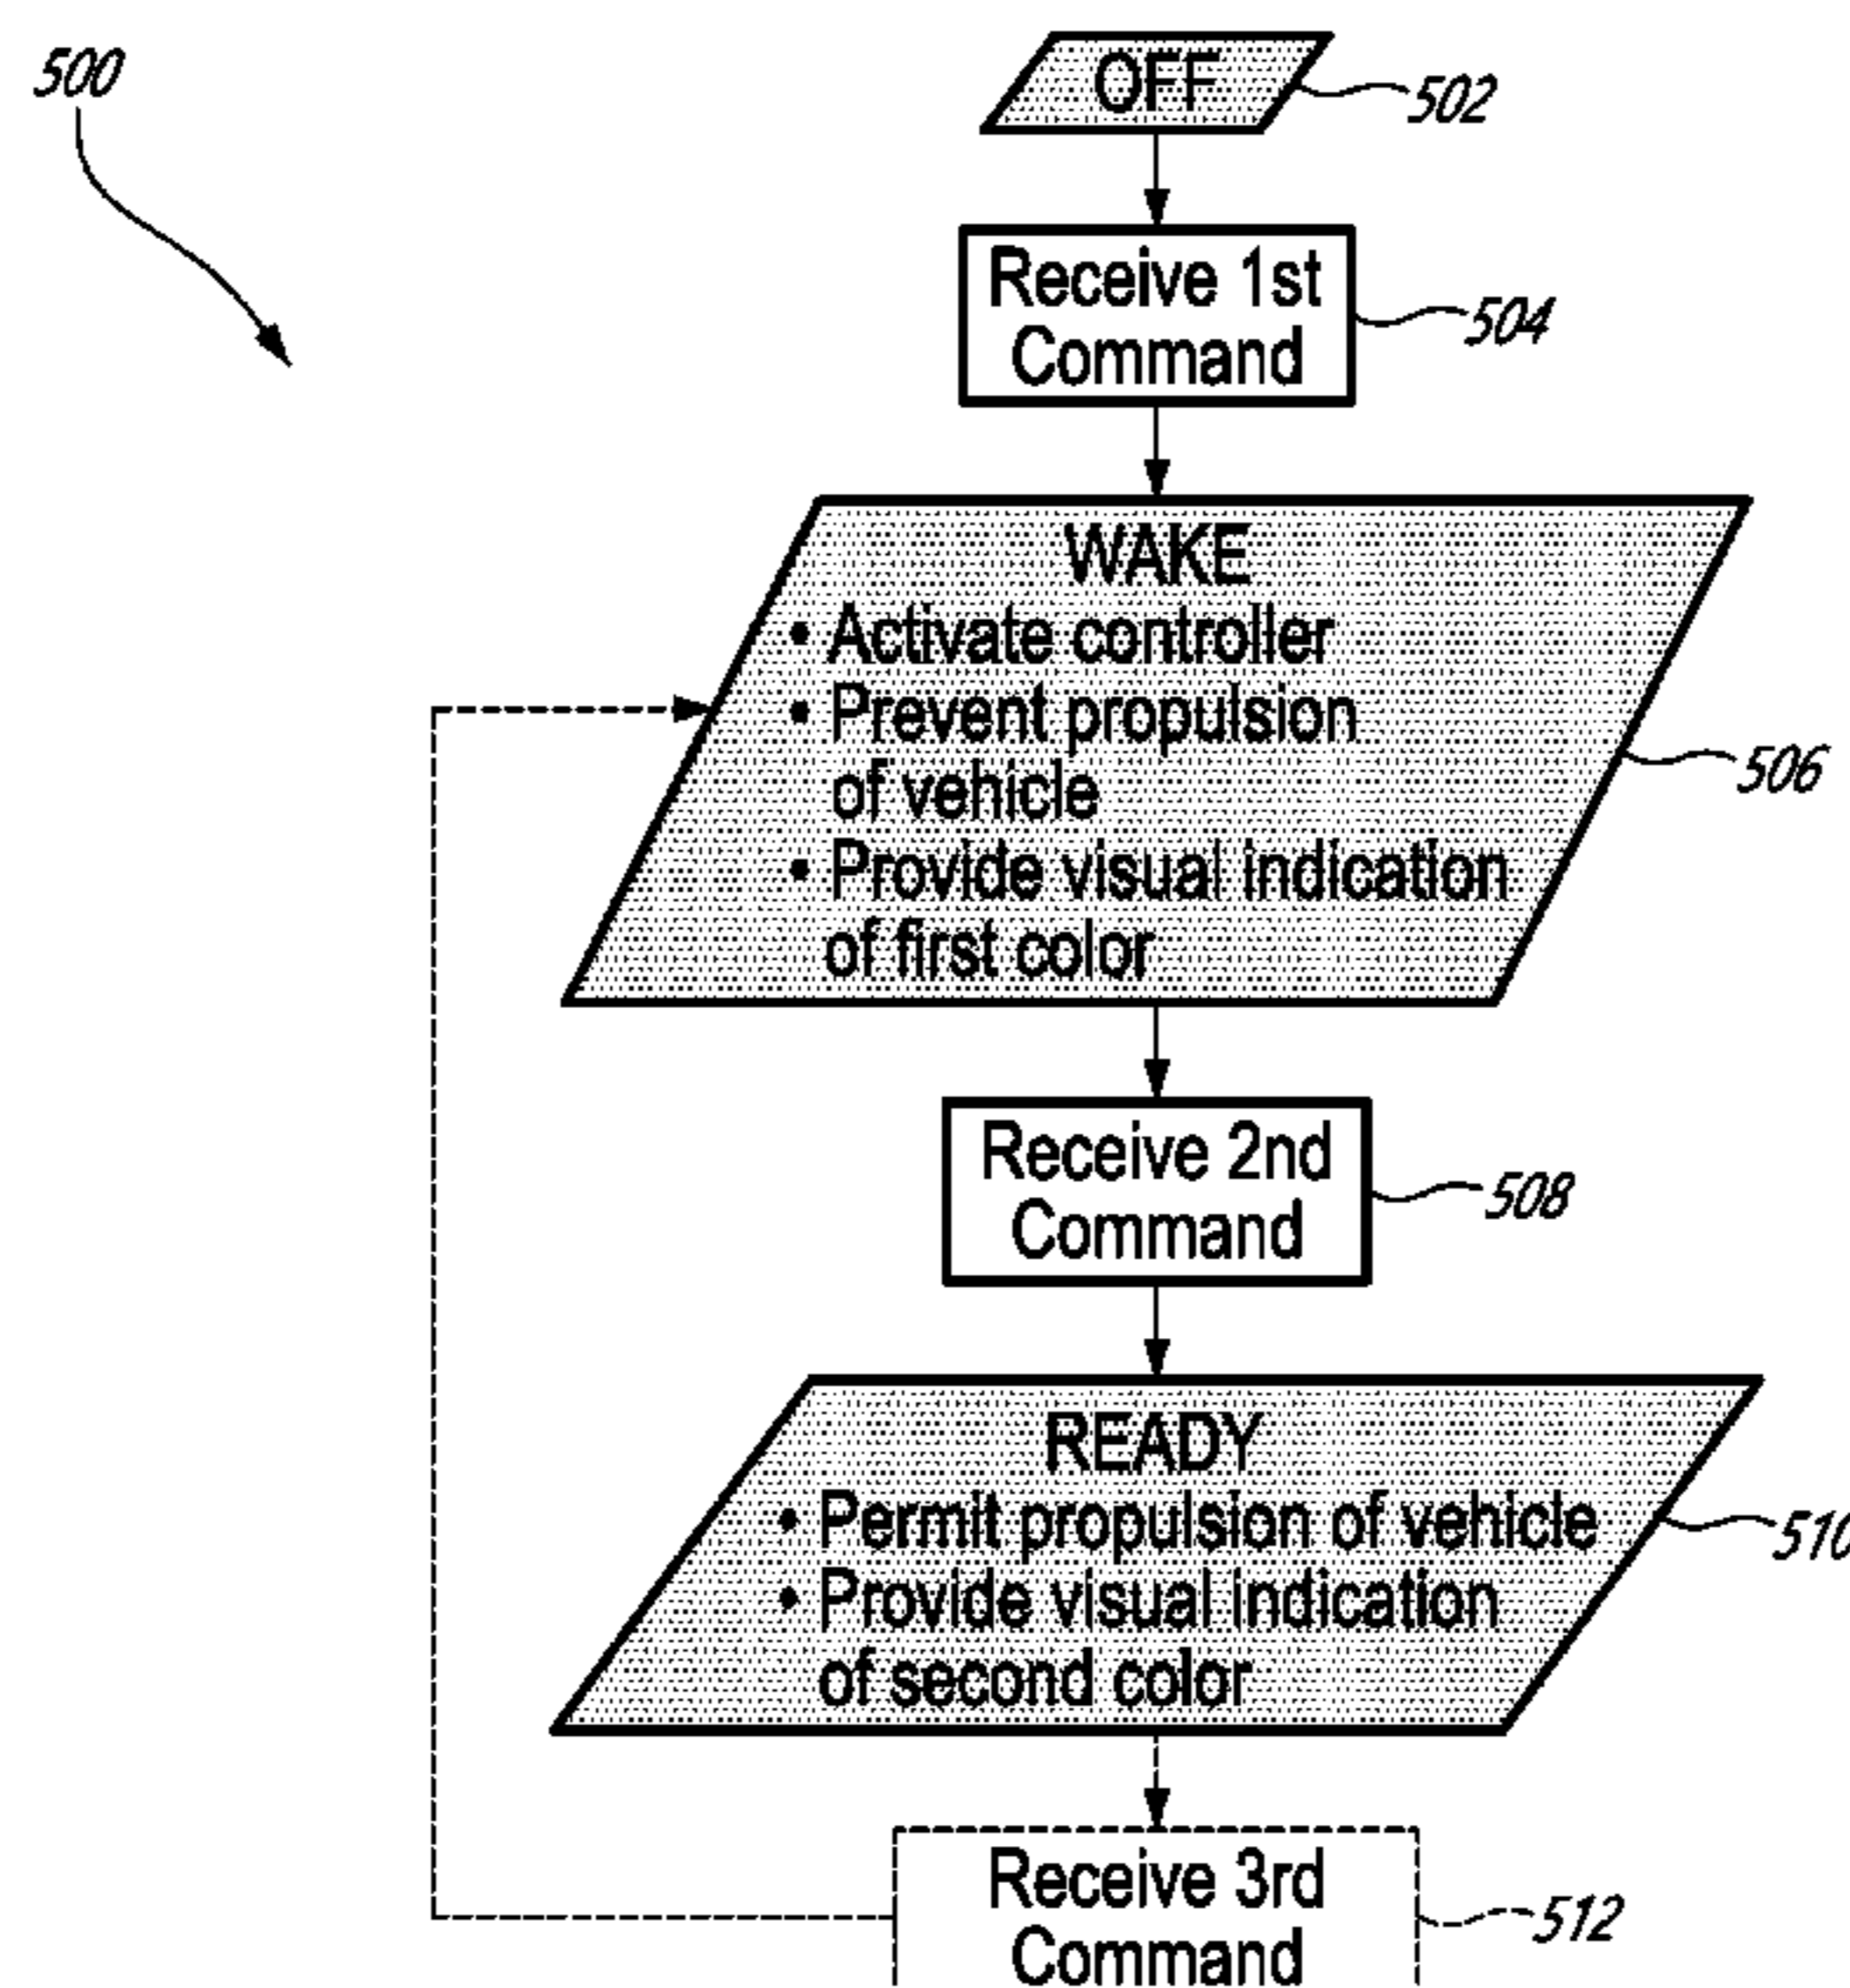 500
OFF
502
Receive 1st
Command
504
WAKE
• Activate controller
• Prevent propulsion
of vehicle
• Provide visual indication
of first color
506
Receive 2nd
Command
508
READY
• Permit propulsion of vehicle
• Provide visual indication
of second color
510
Receive 3rd
Command
512